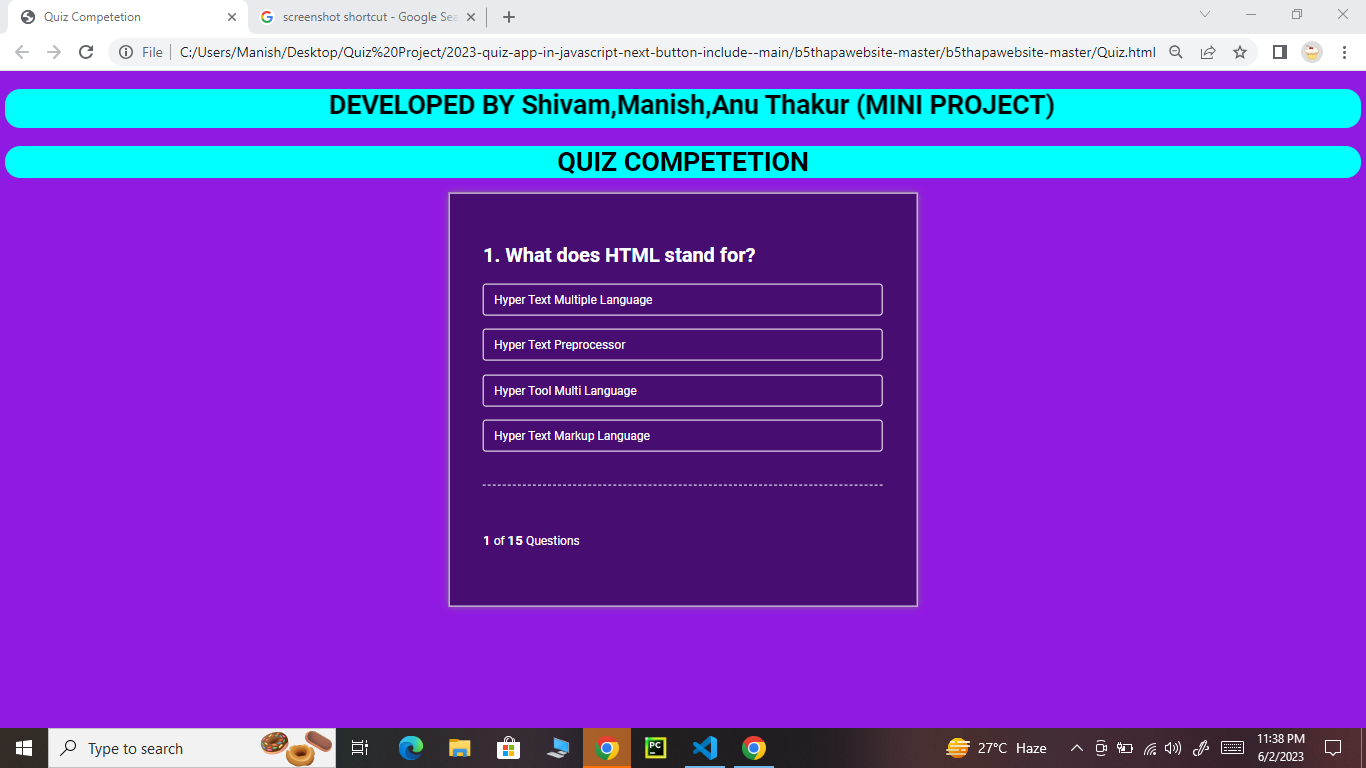 Quiz Competetion
screenshot shortcut - Google Sea
File
C:/Users/Manish/Desktop/Quiz%20Project/2023-quiz-app-in-javascript-next-button-include--main/b5thapawebsite-master/b5thapawebsite-master/Quiz.html
DEVELOPED BY Shivam,Manish,Anu Thakur (MINI PROJECT)
QUIZ COMPETETION
1. What does HTML stand for?
Hyper Text Multiple Language
Hyper Text Preprocessor
Hyper Tool Multi Language
Hyper Text Markup Language
1 of 15 Questions
Type to search
PC
27°C Haze
11:38 PM
6/2/2023